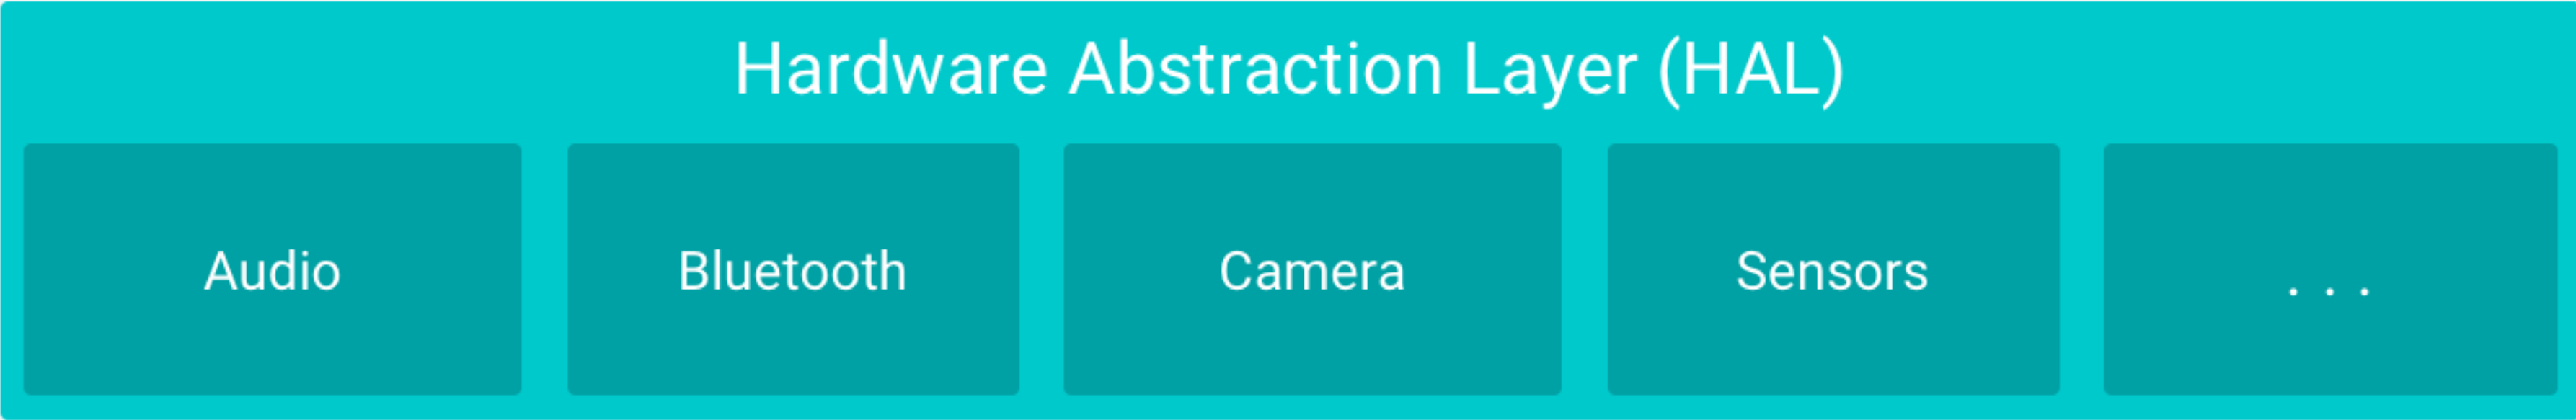 Hardware Abstraction Layer (HAL)
Audio
Bluetooth
Camera
Sensors
. . .